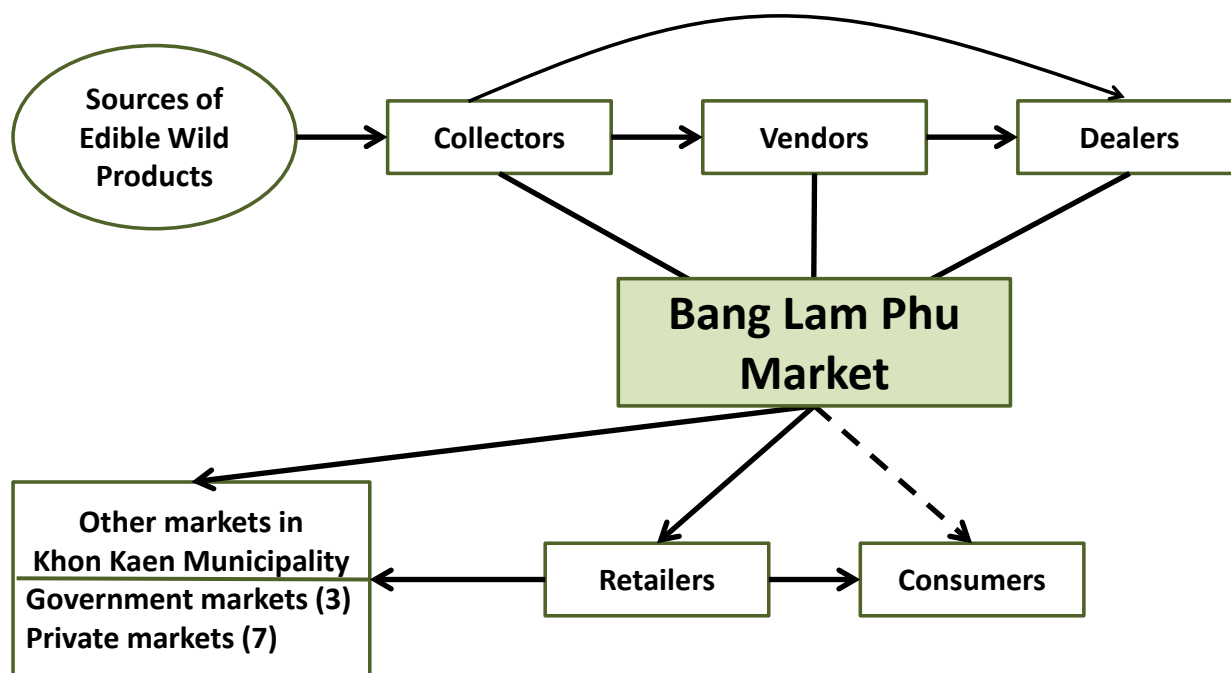 Sources of
Edible Wild
Products
Collectors
Vendors
Dealers
Bang Lam Phu
Market
Other markets in
Khon Kaen Municipality
Government markets (3)
Private markets (7)
Retailers
Consumers